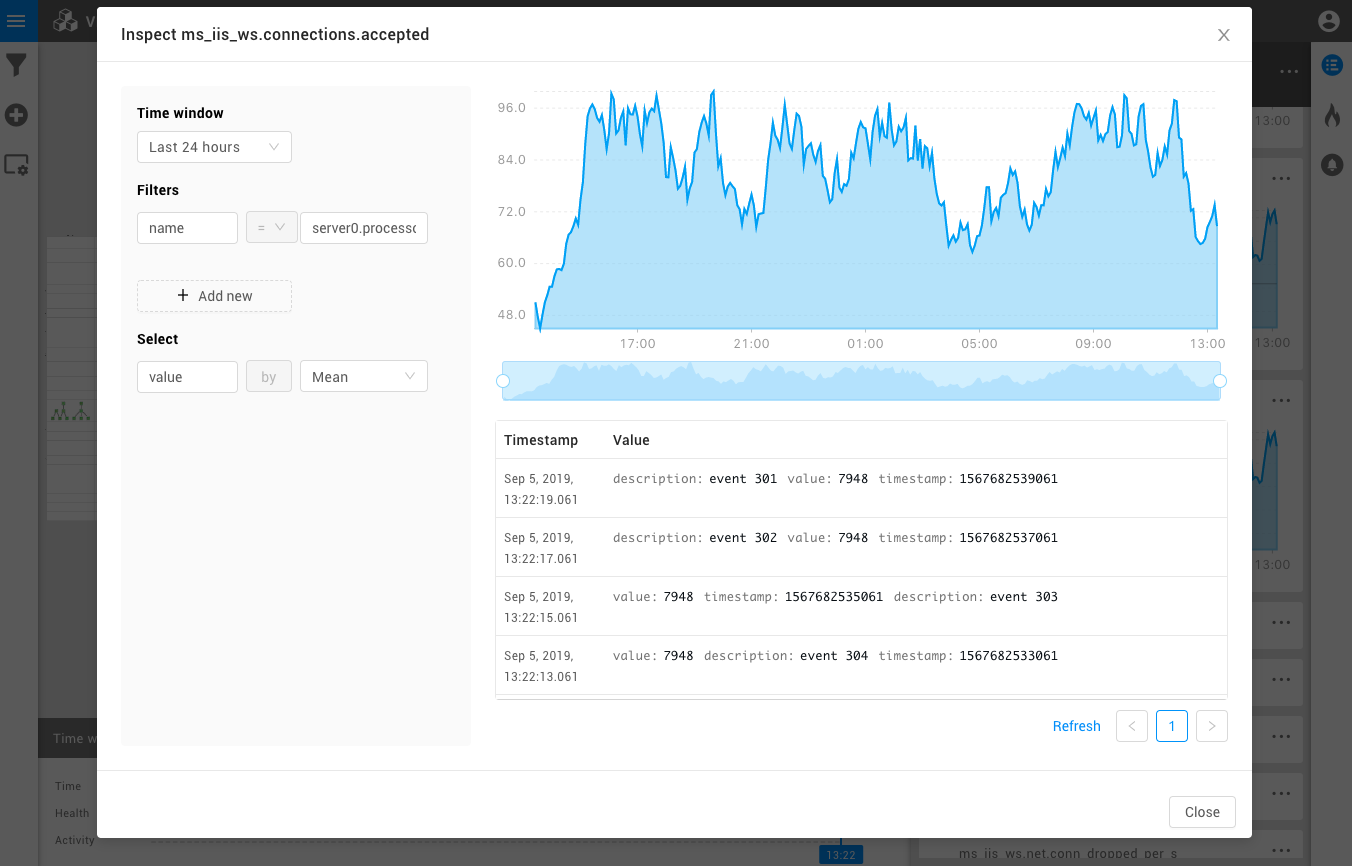 V
Inspect ms_iis_ws.connections.accepted
Time window
Last 24 hours
Filters
name = server0.processo
+ Add new
Select
value by Mean
96.0
84.0
72.0
60.0
48.0
17:00 21:00 01:00 05:00 09:00 13:00
Timestamp Value
Sep 5, 2019, 13:22:19.061 description: event 301 value: 7948 timestamp: 1567682539061
Sep 5, 2019, 13:22:17.061 description: event 302 value: 7948 timestamp: 1567682537061
Sep 5, 2019, 13:22:15.061 value: 7948 timestamp: 1567682535061 description: event 303
Sep 5, 2019, 13:22:13.061 value: 7948 description: event 304 timestamp: 1567682533061
Refresh < 1 >
Close
13:00
13:00
13:00
Time w
Time
Health
Activity
13:22
ms_iis_ws.net.conn_dropped_per_s